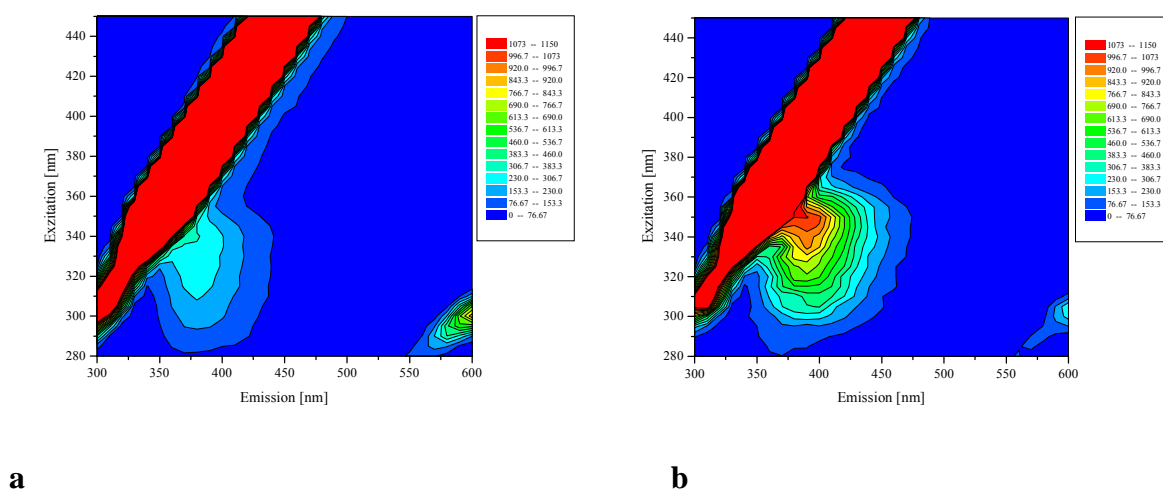 440
420
400
380
360
340
320
300
280
300
350
400
450
500
550
600
Exzitation [nm]
Emission [nm]
1073 -- 1150
996.7 -- 1073
920.0 -- 996.7
843.3 -- 920.0
766.7 -- 843.3
690.0 -- 766.7
613.3 -- 690.0
536.7 -- 613.3
460.0 -- 536.7
383.3 -- 460.0
306.7 -- 383.3
230.0 -- 306.7
153.3 -- 230.0
76.67 -- 153.3
0 -- 76.67
a
440
420
400
380
360
340
320
300
280
300
350
400
450
500
550
600
Exzitation [nm]
Emission [nm]
1073 -- 1150
996.7 -- 1073
920.0 -- 996.7
843.3 -- 920.0
766.7 -- 843.3
690.0 -- 766.7
613.3 -- 690.0
536.7 -- 613.3
460.0 -- 536.7
383.3 -- 460.0
306.7 -- 383.3
230.0 -- 306.7
153.3 -- 230.0
76.67 -- 153.3
0 -- 76.67
b